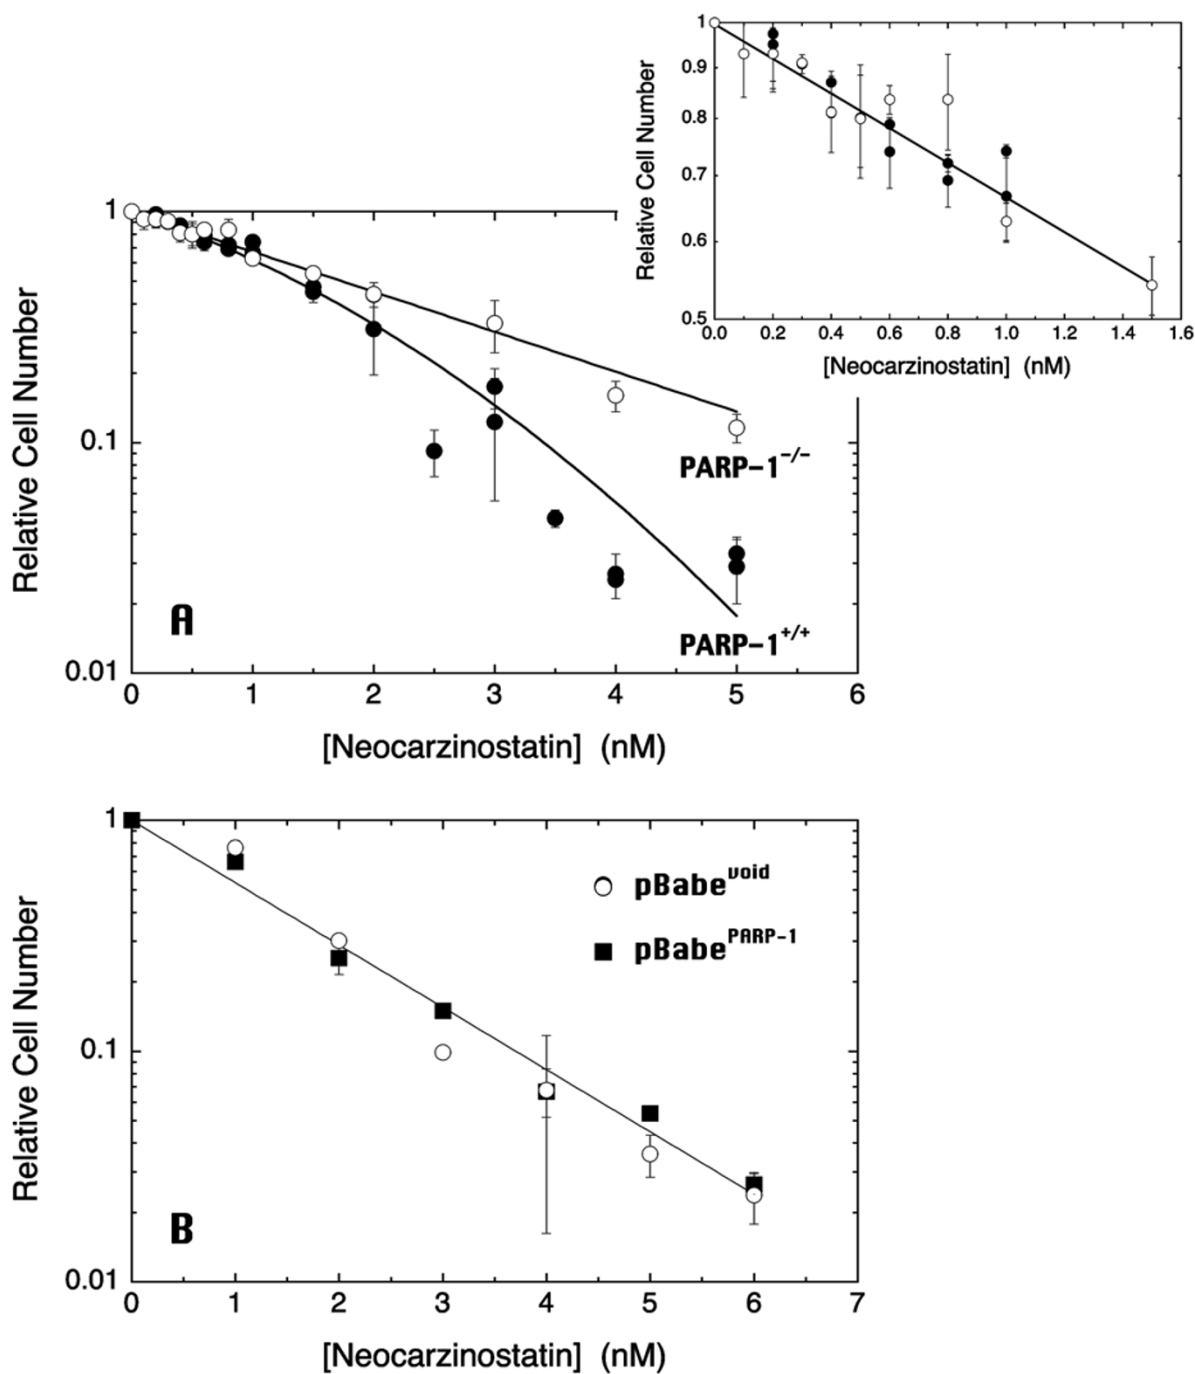 1
0.9
0.8
0.7
0.6
0.5
Relative Cell Number
0.0 0.2 0.4 0.6 0.8 1.0 1.2 1.4 1.6
[Neocarzinostatin] (nM)
1
0.1
0.01
Relative Cell Number
PARP-1-/-
PARP-1+/+
A
0 1 2 3 4 5 6
[Neocarzinostatin] (nM)
1
0.1
0.01
Relative Cell Number
pBabevoid
pBabePARP-1
B
0 1 2 3 4 5 6 7
[Neocarzinostatin] (nM)